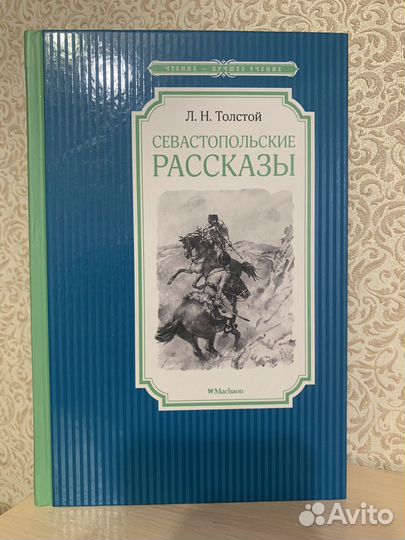 ЧТЕНИЕ – ЛУЧШЕЕ УЧЕНИЕ
Л. Н. Толстой
СЕВАСТОПОЛЬСКИЕ
РАССКАЗЫ
Machaon
Avito